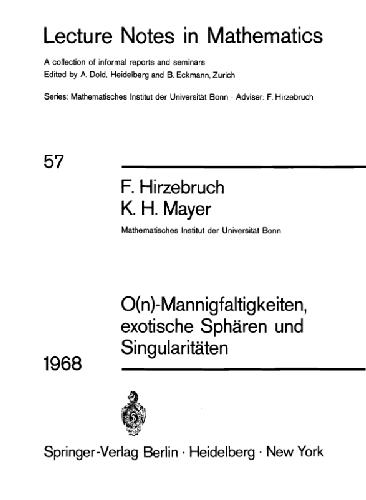 Lecture Notes in Mathematics
A collection of informal reports and seminars
Edited by A. Dold, Heidelberg and B. Eckmann, Zurich
Series: Mathematisches Institut der Universität Bonn · Adviser: F. Hirzebruch
57
F. Hirzebruch
K. H. Mayer
Mathematisches Institut der Universität Bonn
O(n)-Mannigfaltigkeiten,
exotische Sphären und
Singularitäten
1968
Springer-Verlag Berlin · Heidelberg · New York